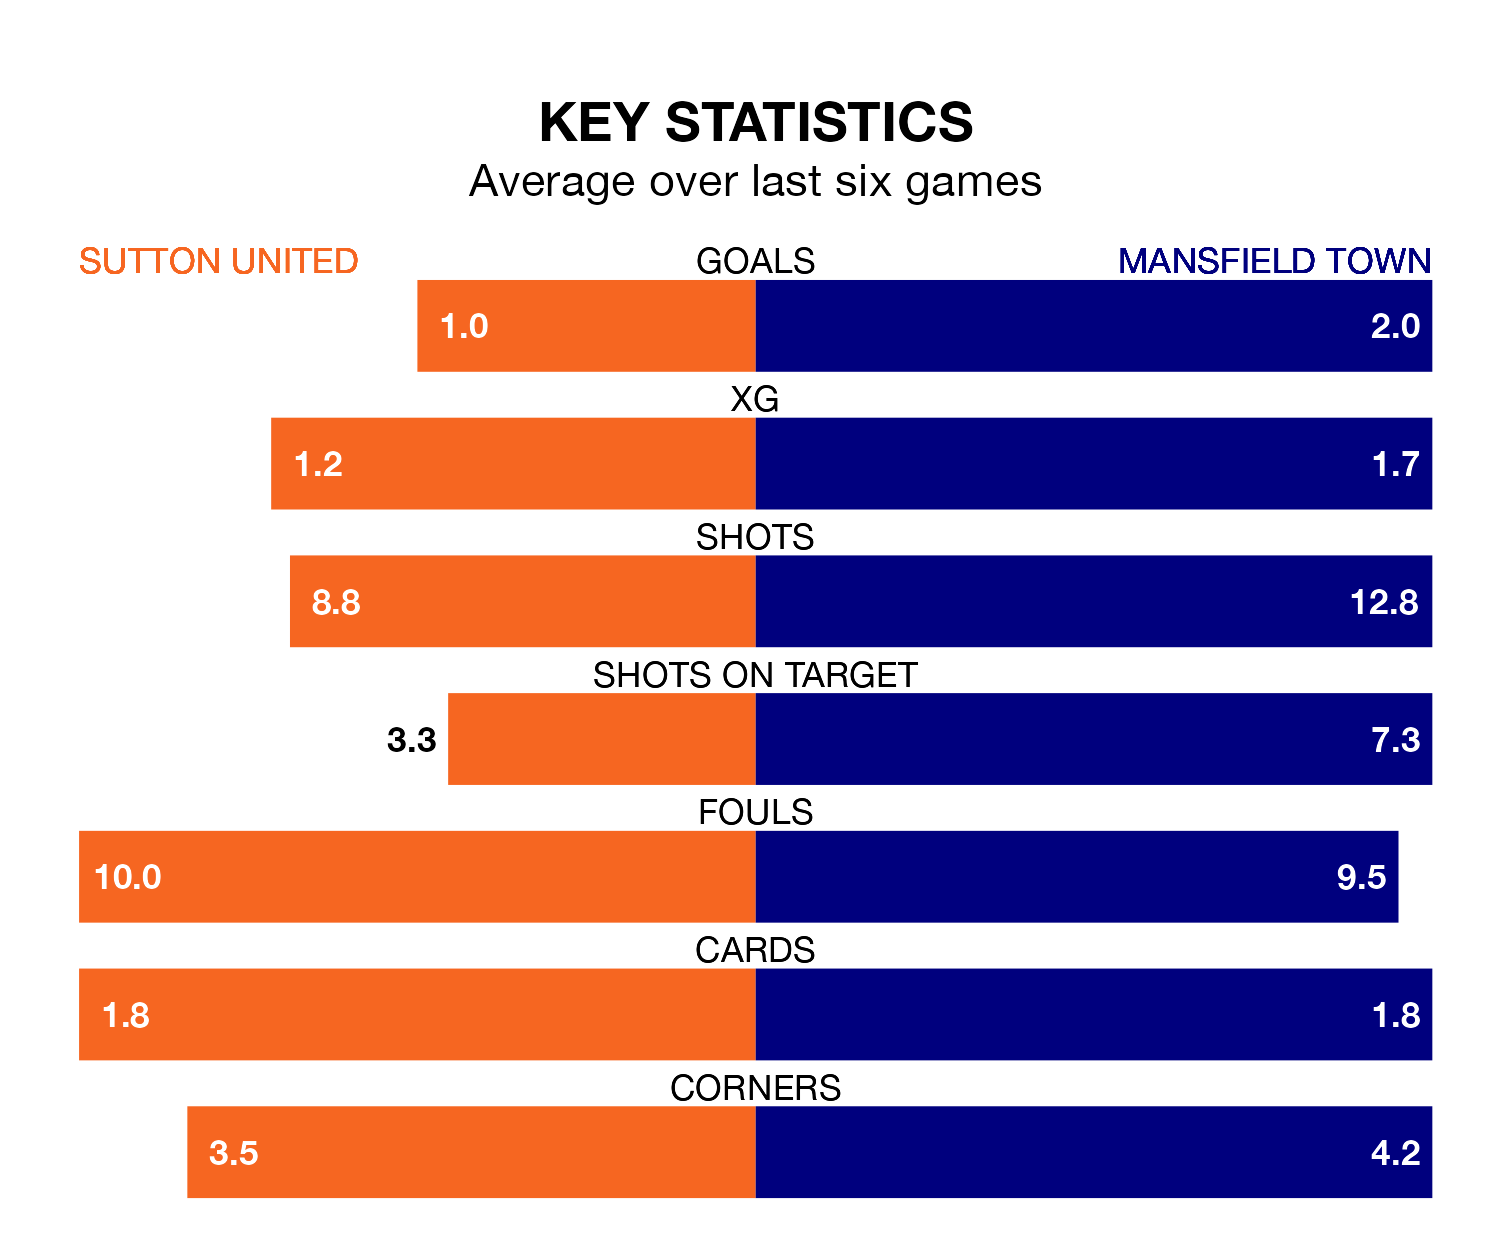 KEY STATISTICS
Average over last six games
SUTTON UNITED GOALS MANSFIELD TOWN
1.0 2.0
XG
1.2 1.7
SHOTS
8.8 12.8
SHOTS ON TARGET
3.3 7.3
FOULS
10.0 9.5
CARDS
1.8 1.8
CORNERS
3.5 4.2